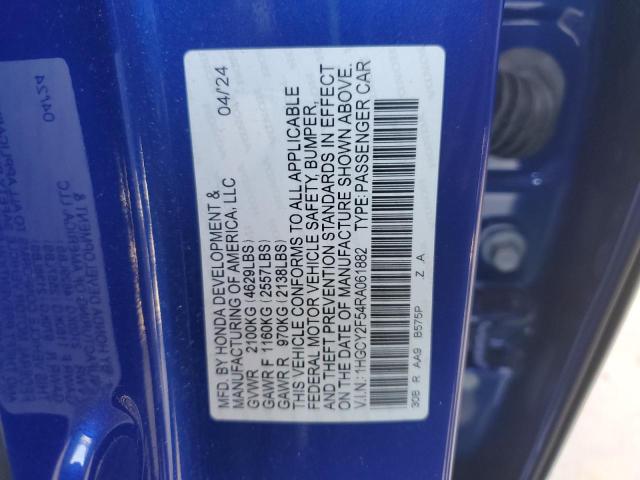 MFD. BY HONDA DEVELOPMENT &
MANUFACTURING OF AMERICA, LLC 04/'24
GVWR 2100KG (4629LBS)
GAWR F 1160KG (2557LBS)
GAWR R 970KG (2138LBS)
THIS VEHICLE CONFORMS TO ALL APPLICABLE
FEDERAL MOTOR VEHICLE SAFETY, BUMPER,
AND THEFT PREVENTION STANDARDS IN EFFECT
ON THE DATE OF MANUFACTURE SHOWN ABOVE.
V.I.N.:1HGCY2F54RA061882 TYPE:PASSENGER CAR
30B R AA9 B575P Z A